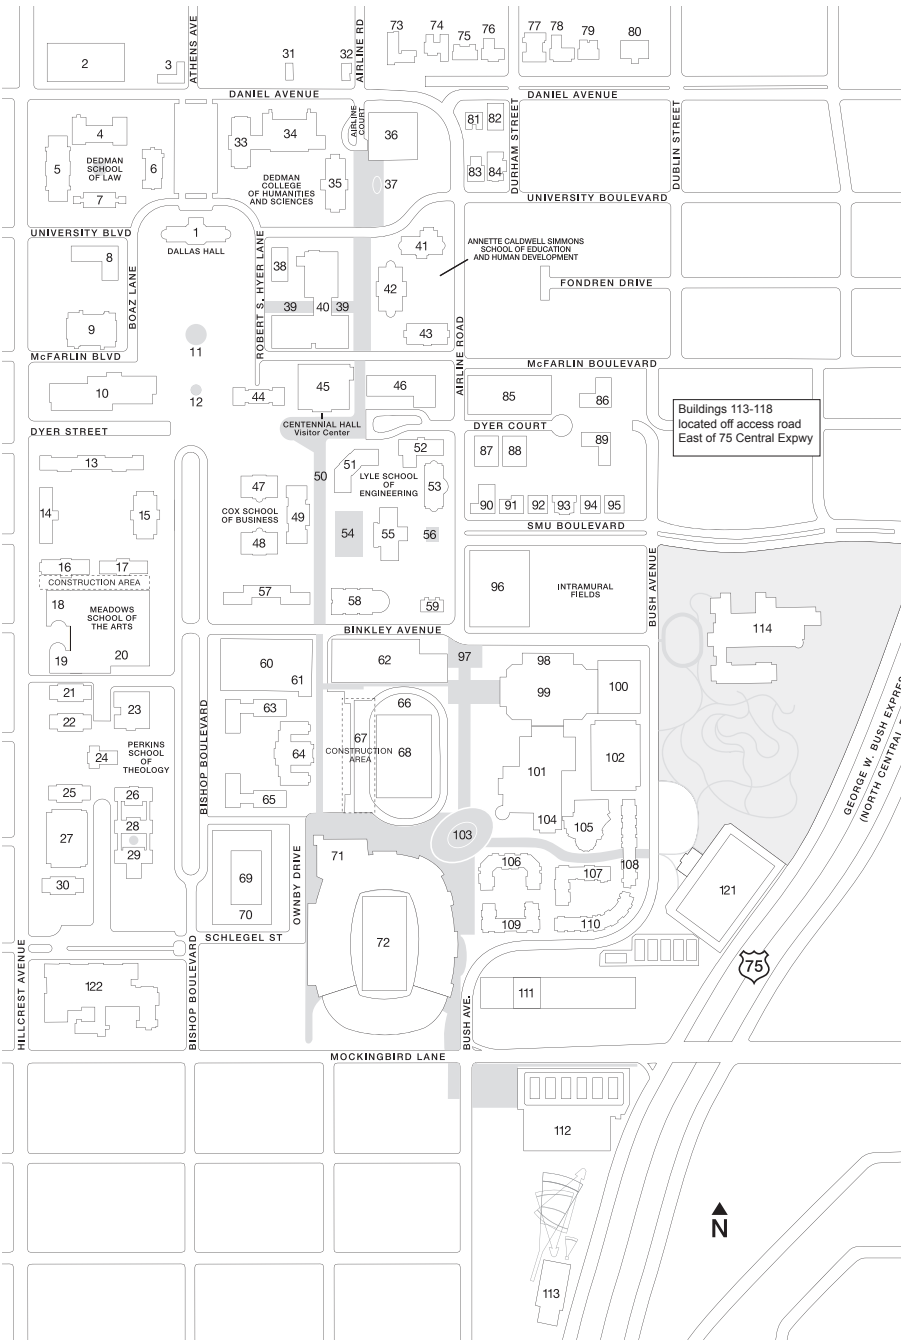 73
74
75
76
77
78
79
80
31
32
2
3
ATHENS AVE
AIRLINE RD
DANIEL AVENUE
DANIEL AVENUE
4
5
6
7
DEDMAN
SCHOOL
OF LAW
33
34
35
DEDMAN
COLLEGE
OF HUMANITIES
AND SCIENCES
AIRLINE
COURT
36
37
81
82
83
84
DURHAM STREET
DUBLIN STREET
UNIVERSITY BOULEVARD
UNIVERSITY BLVD
1
DALLAS HALL
8
9
BOAZ LANE
ROBERT S. HYER LANE
38
39
40
39
41
42
43
ANNETTE CALDWELL SIMMONS
SCHOOL OF EDUCATION
AND HUMAN DEVELOPMENT
FONDREN DRIVE
AIRLINE ROAD
11
McFARLIN BLVD
McFARLIN BOULEVARD
10
12
44
45
46
85
86
CENTENNIAL HALL
Visitor Center
DYER STREET
DYER COURT
Buildings 113-118
located off access road
East of 75 Central Expwy
87
88
89
13
14
15
47
48
49
COX SCHOOL
OF BUSINESS
50
51
52
53
LYLE SCHOOL
OF
ENGINEERING
54
55
56
90
91
92
93
94
95
SMU BOULEVARD
16
17
CONSTRUCTION AREA
18
MEADOWS
SCHOOL OF
THE ARTS
19
20
57
58
59
96
INTRAMURAL
FIELDS
BUSH AVENUE
114
BINKLEY AVENUE
60
61
62
97
98
99
100
21
22
23
63
64
65
66
67
68
CONSTRUCTION
AREA
24
PERKINS
SCHOOL
OF
THEOLOGY
BISHOP BOULEVARD
101
102
GEORGE W. BUSH EXPRES
(NORTH CENTRAL
25
26
27
28
29
30
103
104
105
106
107
108
109
110
69
70
71
72
OWNBY DRIVE
SCHLEGEL ST
121
75
HILLCREST AVENUE
BISHOP BOULEVARD
122
111
BUSH AVE.
MOCKINGBIRD LANE
112
N
113